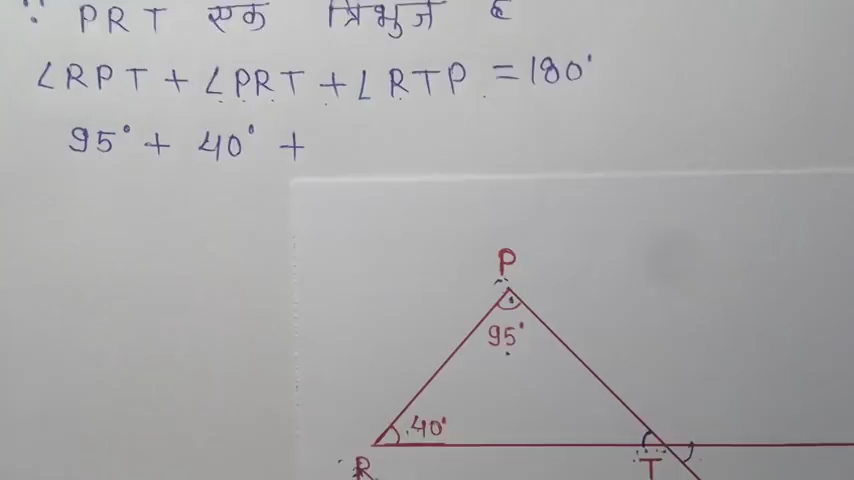 ∵ PRT एक त्रिभुज है
∠RPT + ∠PRT + ∠RTP = 180°
95° + 40° +
P
95°
40°
R
T